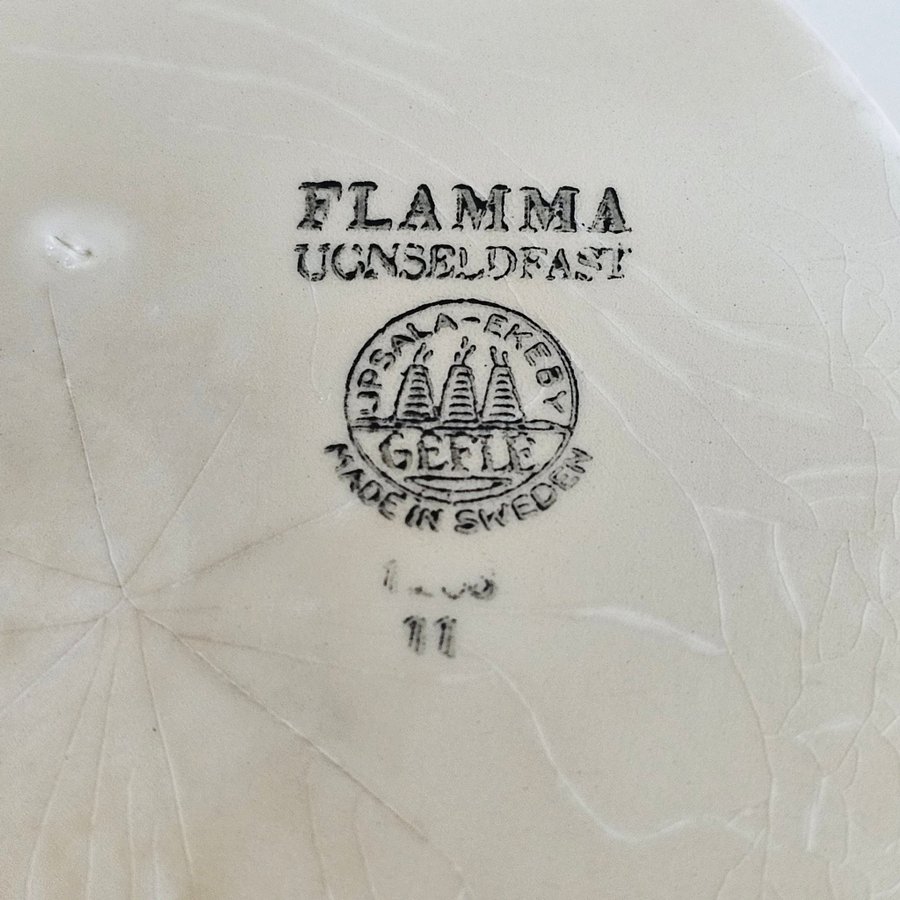 FLAMMA
UGNSELDFAST
UPSALA-EKEBY
GEFLE
MADE IN SWEDEN
11